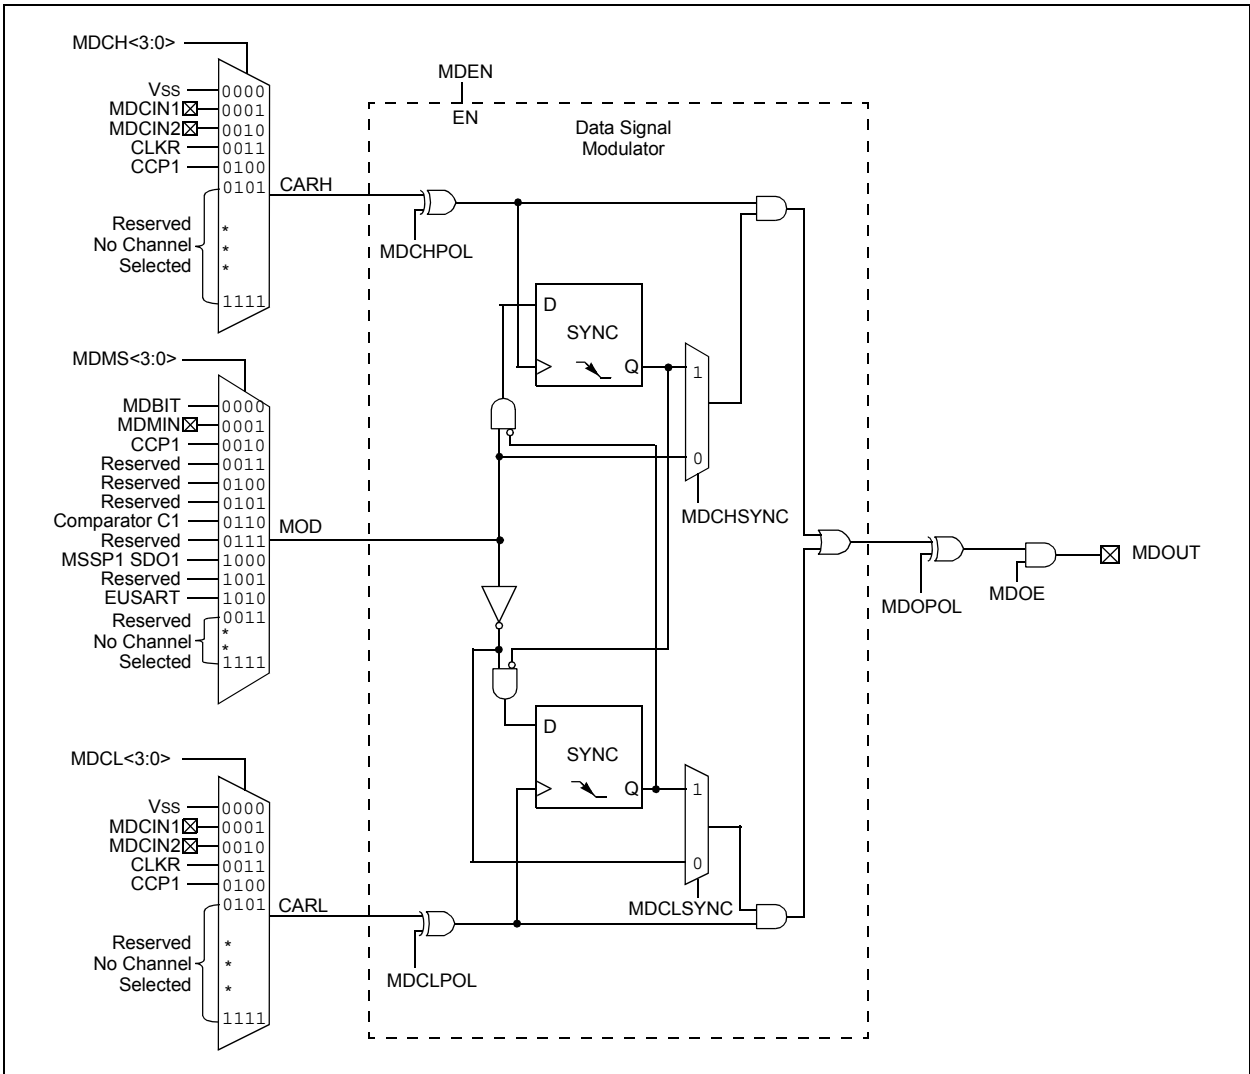 MDCH<3:0>
VSS 0000
MDCIN1 0001
MDCIN2 0010
CLKR 0011
CCP1 0100
0101
Reserved *
No Channel *
Selected *
1111
CARH
MDCHPOL
MDEN
EN
Data Signal
Modulator
D
SYNC
Q
1
0
MDCHSYNC
MDMS<3:0>
MDBIT 0000
MDMIN 0001
CCP1 0010
Reserved 0011
Reserved 0100
Reserved 0101
Comparator C1 0110
Reserved 0111
MSSP1 SDO1 1000
Reserved 1001
EUSART 1010
Reserved 0011
No Channel *
*
Selected 1111
MOD
MDOPOL
MDOE
MDOUT
D
SYNC
Q
1
0
MDCLSYNC
MDCL<3:0>
VSS 0000
MDCIN1 0001
MDCIN2 0010
CLKR 0011
CCP1 0100
0101
Reserved *
No Channel *
Selected *
1111
CARL
MDCLPOL